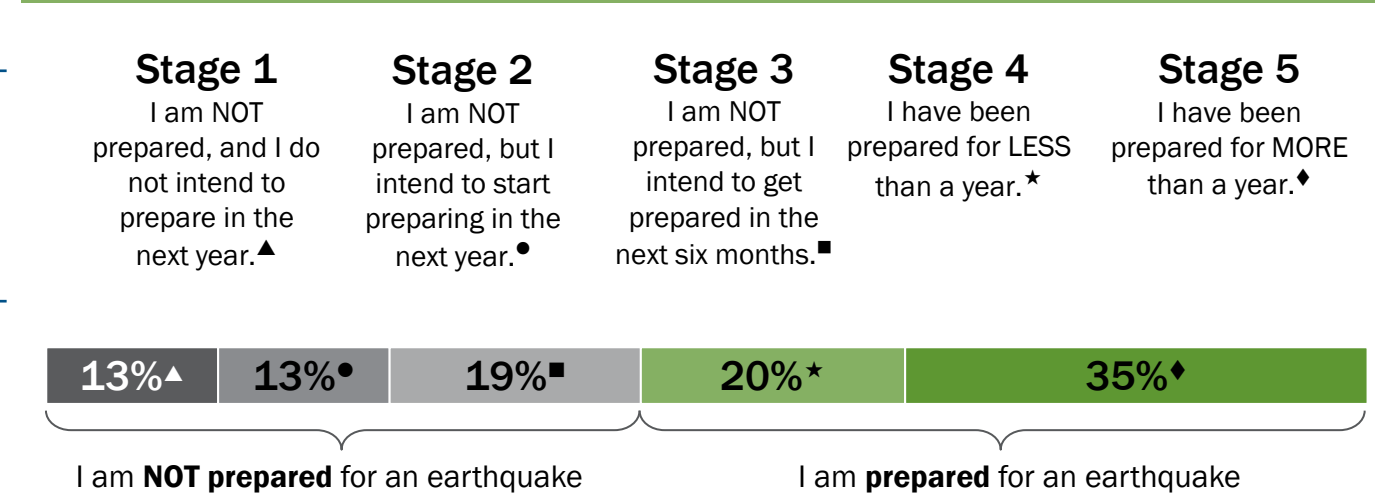 Stage 1
I am NOT
prepared, and I do
not intend to
prepare in the
next year.▲
Stage 2
I am NOT
prepared, but I
intend to start
preparing in the
next year.●
Stage 3
I am NOT
prepared, but I
intend to get
prepared in the
next six months.■
Stage 4
I have been
prepared for LESS
than a year.★
Stage 5
I have been
prepared for MORE
than a year.♦
13%▲
13%●
19%■
20%★
35%♦
I am NOT prepared for an earthquake
I am prepared for an earthquake